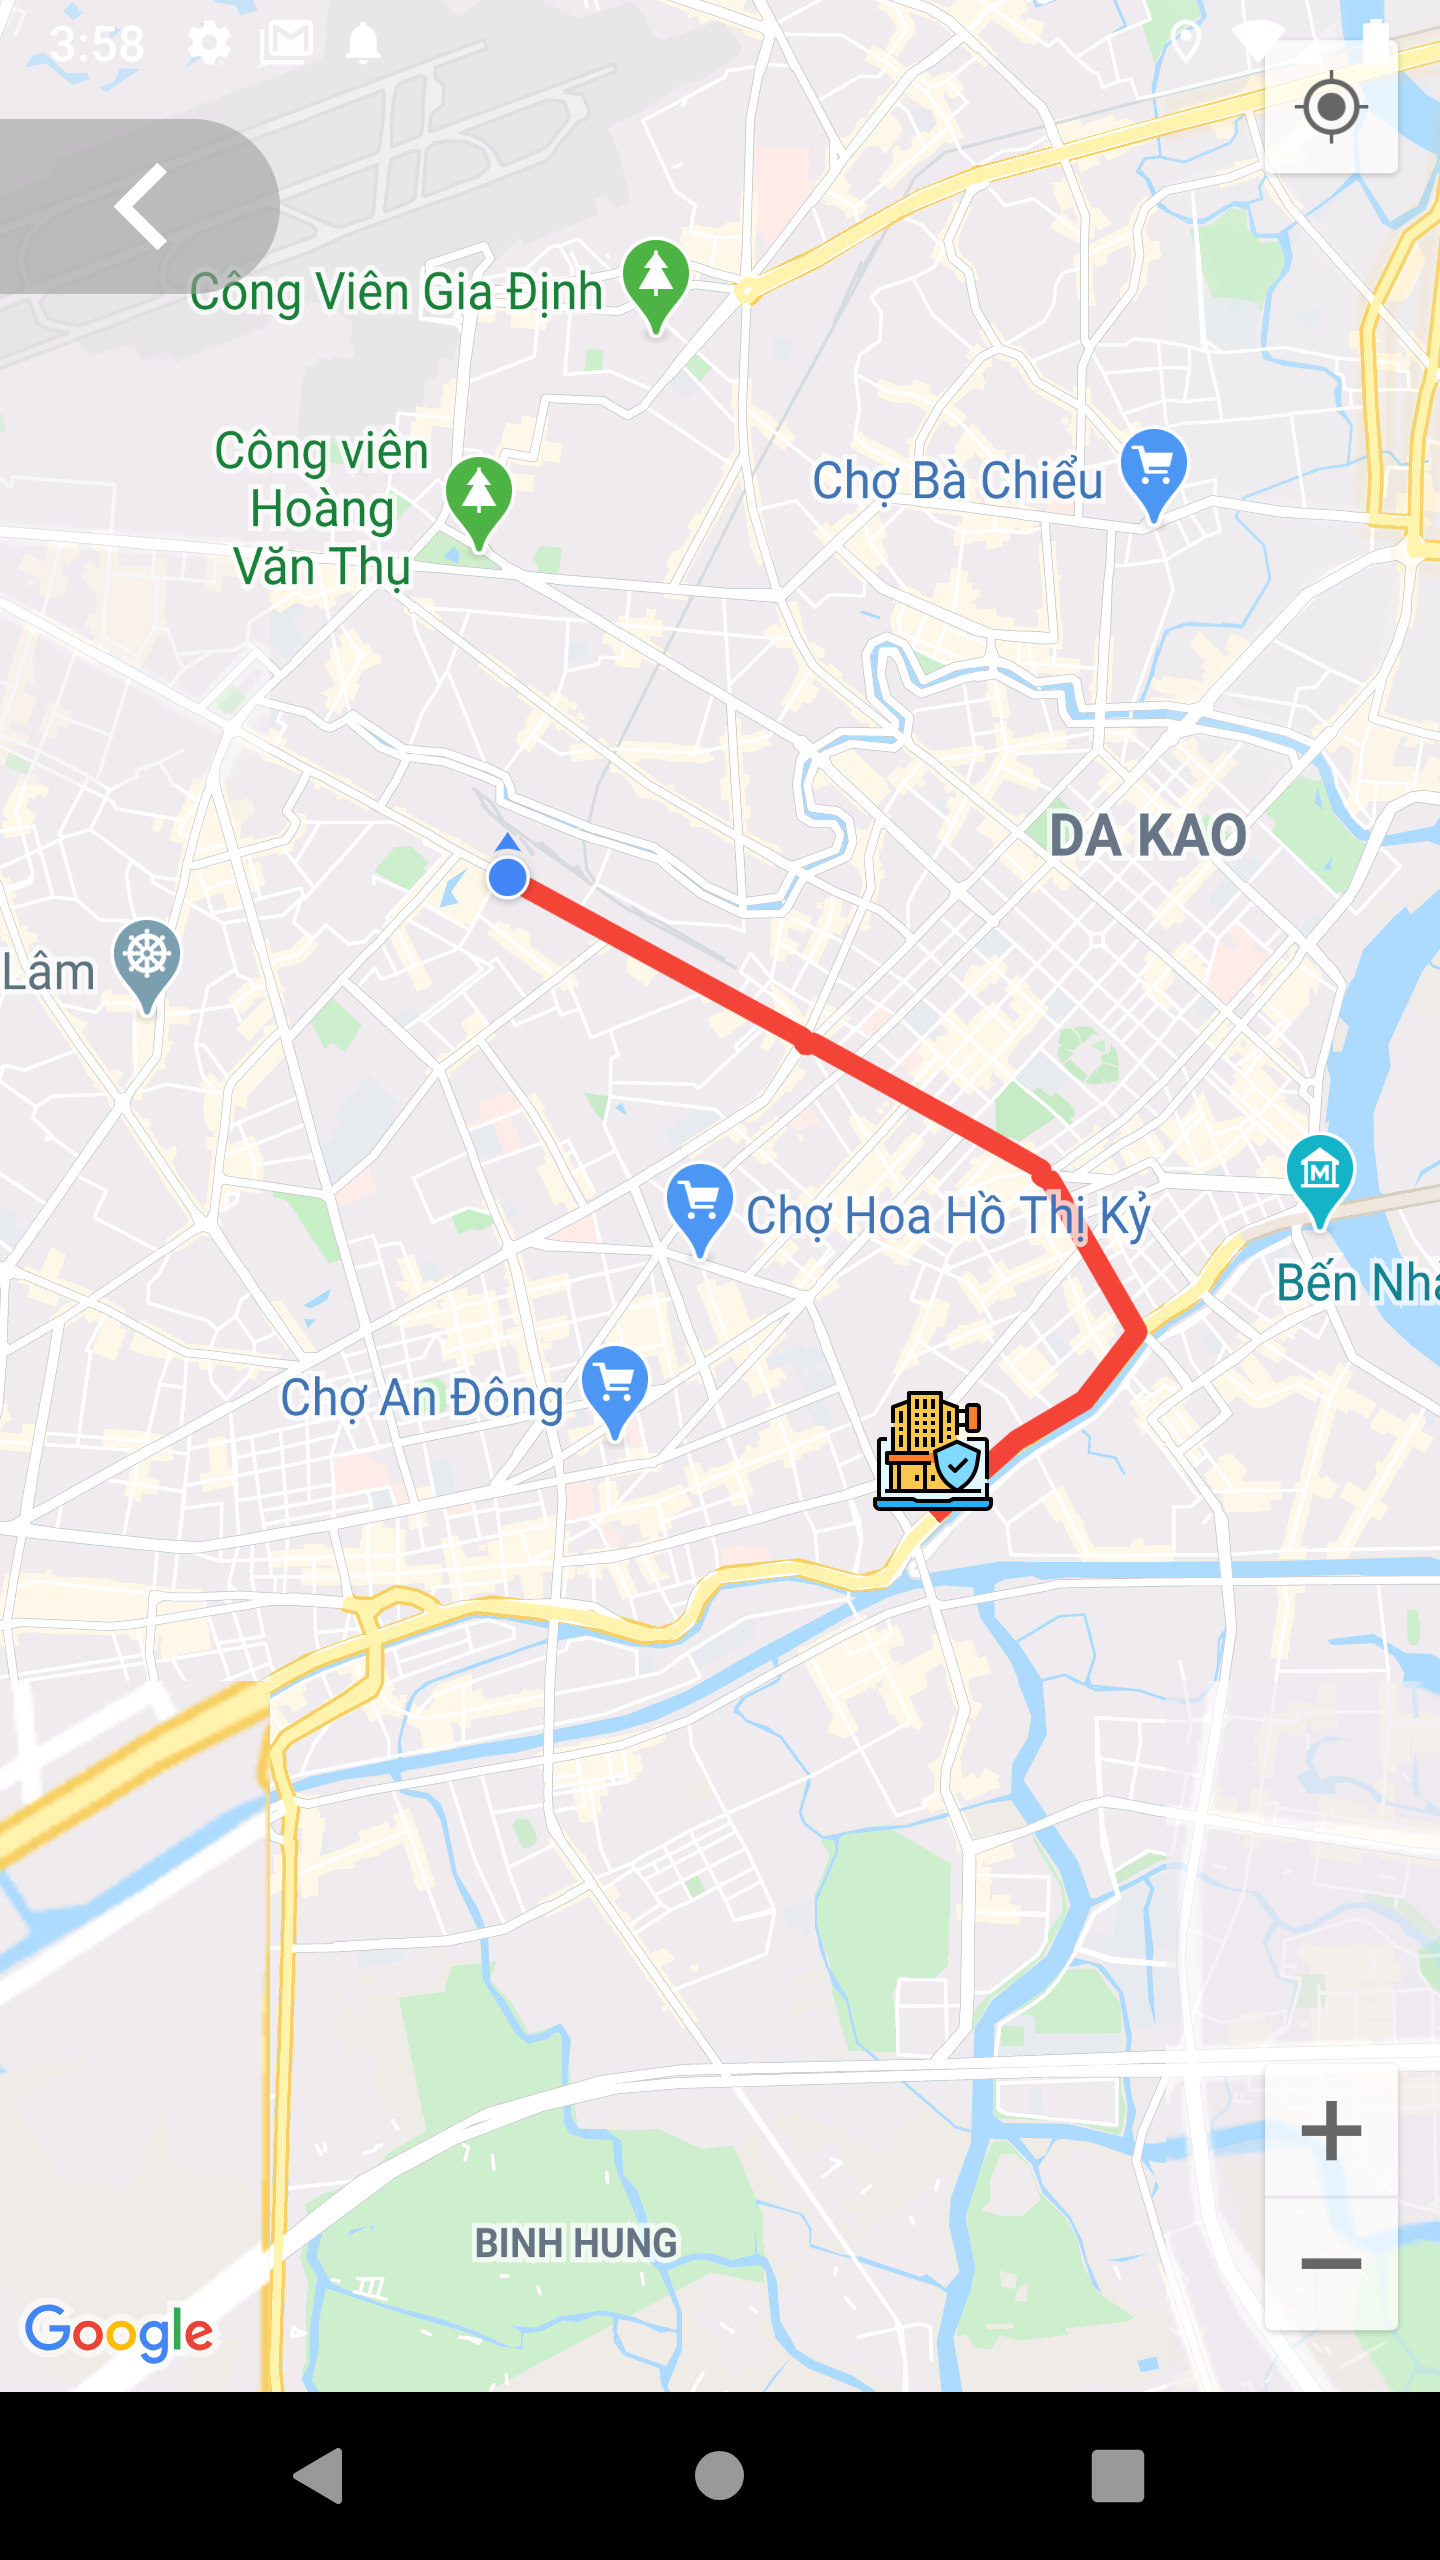 3:58
Công Viên Gia Định
Công viên
Hoàng
Văn Thụ
Chợ Bà Chiểu
DA KAO
Lâm
Chợ Hoa Hồ Thị Kỷ
Bến Nhà
Chợ An Đông
BINH HUNG
Google